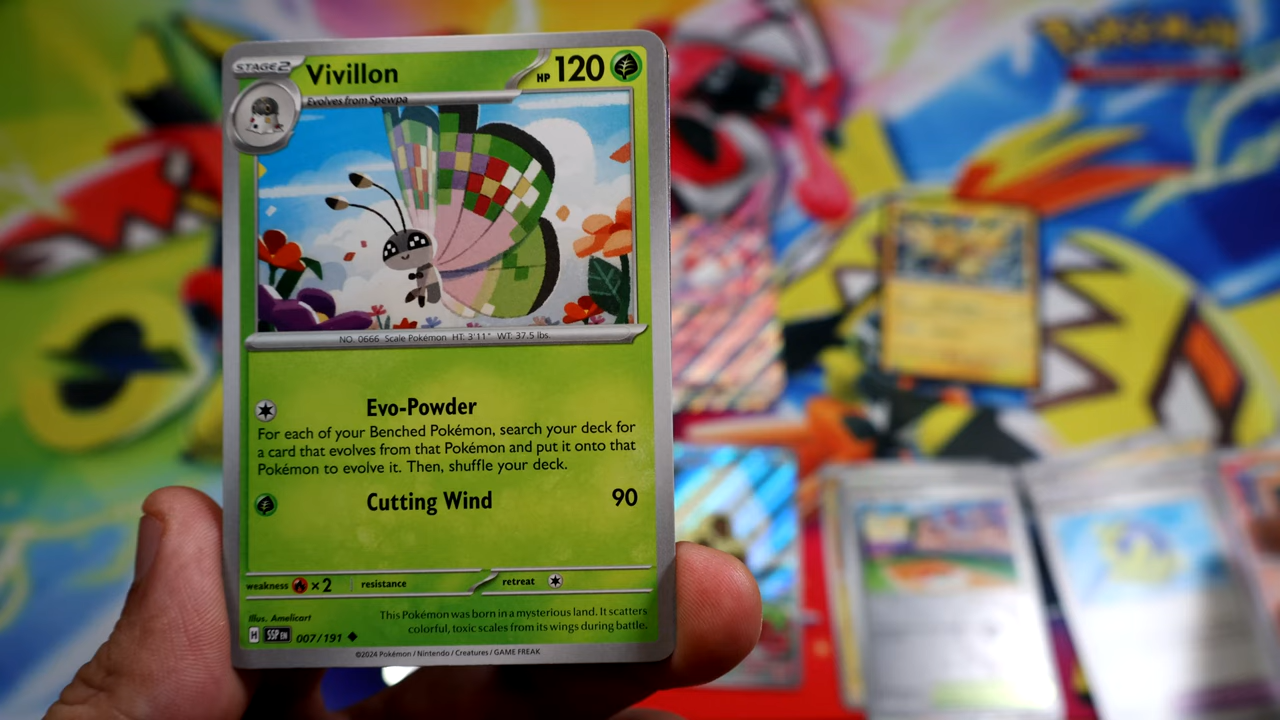 STAGE2 Vivillon HP 120
Evolves from Spewpa
NO. 0666 Scale Pokémon HT: 3'11" WT: 37.5 lbs.
Evo-Powder
For each of your Benched Pokémon, search your deck for
a card that evolves from that Pokémon and put it onto that
Pokémon to evolve it. Then, shuffle your deck.
Cutting Wind 90
weakness ×2 resistance retreat
Illus. Amelicart
This Pokémon was born in a mysterious land. It scatters
colorful, toxic scales from its wings during battle.
H SSP EN 007/191
©2024 Pokémon / Nintendo / Creatures / GAME FREAK
Pokémon